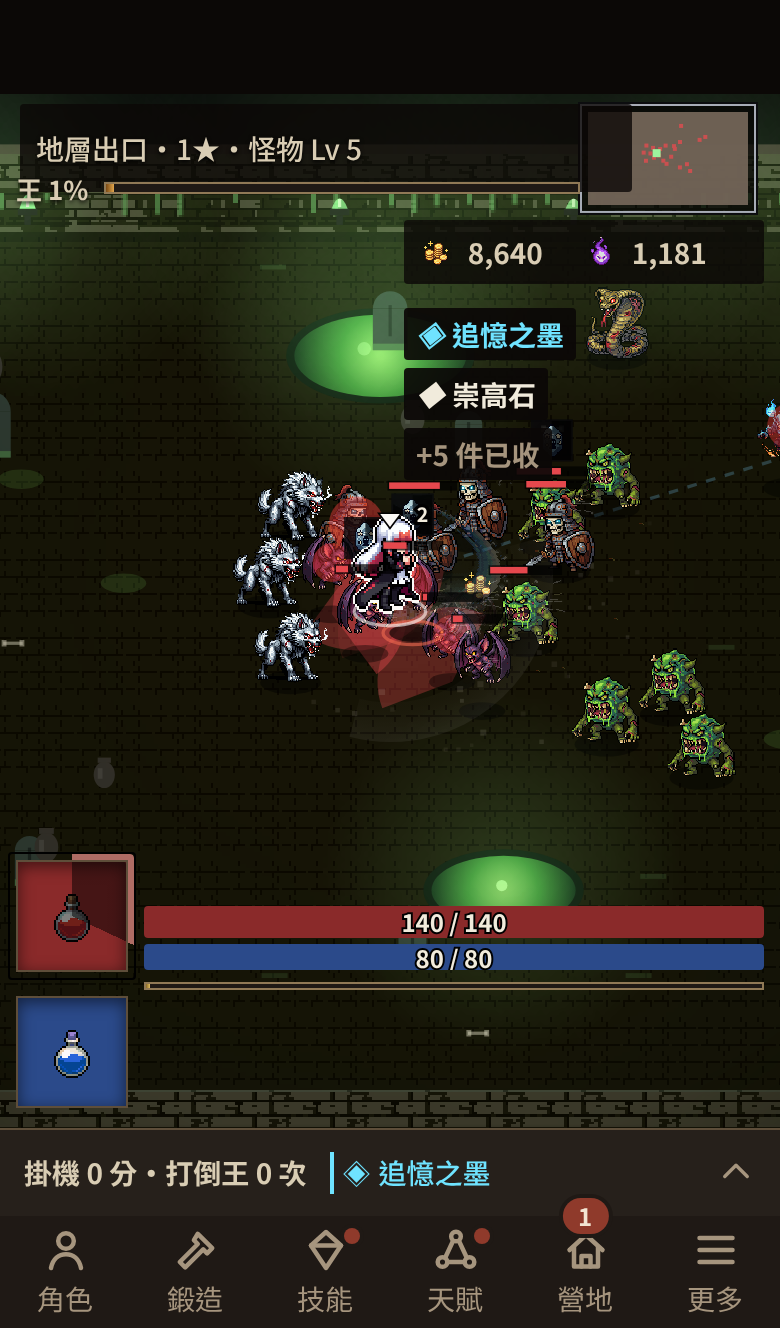 地層出口・1★・怪物 Lv 5
王 1%
8,640
1,181
追憶之墨
崇高石
+5 件已收
2
140 / 140
80 / 80
掛機 0 分・打倒王 0 次
追憶之墨
1
角色
鍛造
技能
天賦
營地
更多